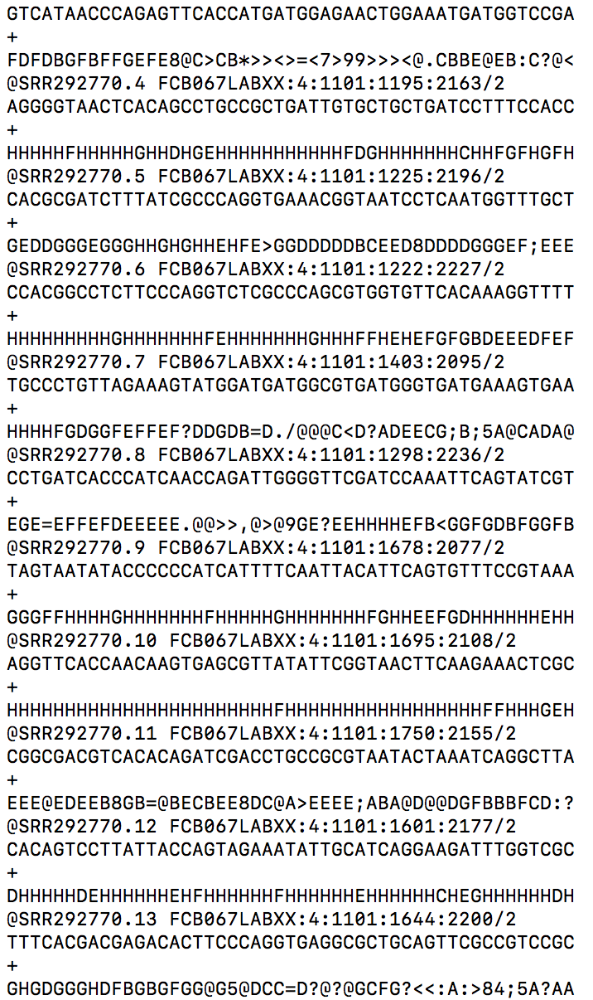 GTCATAACCCAGAGTTCACCATGATGGAGAACTGGAAATGATGGTCCGA
+
FDFDBGFBFFGEFE8@C>CB*>><>=<7>99>>><@.CBBE@EB:C?@<
@SRR292770.4 FCB067LABXX:4:1101:1195:2163/2
AGGGGTAACTCACAGCCTGCCGCTGATTGTGCTGCTGATCCTTTCCACC
+
HHHHHFHHHHHGHHDHGEHHHHHHHHHHHFDGHHHHHHHCHHFGFHGFH
@SRR292770.5 FCB067LABXX:4:1101:1225:2196/2
CACGCGATCTTTATCGCCCAGGTGAAACGGTAATCCTCAATGGTTTGCT
+
GEDDGGGEGGGHHGHGHHEHFE>GGDDDDDBCEED8DDDDGGGEF;EEE
@SRR292770.6 FCB067LABXX:4:1101:1222:2227/2
CCACGGCCTCTTCCCAGGTCTCGCCCAGCGTGGTGTTCACAAAGGTTTT
+
HHHHHHHHHGHHHHHHHFEHHHHHHHGHHHFFHEHEFGFGBDEEEDFEF
@SRR292770.7 FCB067LABXX:4:1101:1403:2095/2
TGCCCTGTTAGAAAGTATGGATGATGGCGTGATGGGTGATGAAAGTGAA
+
HHHHFGDGGFEFFEF?DDGDB=D./@@@C<D?ADEECG;B;5A@CADA@
@SRR292770.8 FCB067LABXX:4:1101:1298:2236/2
CCTGATCACCCATCAACCAGATTGGGGTTCGATCCAAATTCAGTATCGT
+
EGE=EFFEFDEEEEE.@@>>,@>@9GE?EEHHHHEFB<GGFGDBFGGFB
@SRR292770.9 FCB067LABXX:4:1101:1678:2077/2
TAGTAATATACCCCCCATCATTTTCAATTACATTCAGTGTTTCCGTAAA
+
GGGFFHHHHGHHHHHHHFHHHHHGHHHHHHHFGHHEEFGDHHHHHHEHH
@SRR292770.10 FCB067LABXX:4:1101:1695:2108/2
AGGTTCACCAACAAGTGAGCGTTATATTCGGTAACTTCAAGAAACTCGC
+
HHHHHHHHHHHHHHHHHHHHHHHFHHHHHHHHHHHHHHHHHFFHHHGEH
@SRR292770.11 FCB067LABXX:4:1101:1750:2155/2
CGGCGACGTCACACAGATCGACCTGCCGCGTAATACTAAATCAGGCTTA
+
EEE@EDEEB8GB=@BECBEE8DC@A>EEEE;ABA@D@@DGFBBBFCD:?
@SRR292770.12 FCB067LABXX:4:1101:1601:2177/2
CACAGTCCTTATTACCAGTAGAAATATTGCATCAGGAAGATTTGGTCGC
+
DHHHHHDEHHHHHHEHFHHHHHHFHHHHHHEHHHHHHCHEGHHHHHHDH
@SRR292770.13 FCB067LABXX:4:1101:1644:2200/2
TTTCACGACGAGACACTTCCCAGGTGAGGCGCTGCAGTTCGCCGTCCGC
+
GHGDGGGHDFBGBGFGG@G5@DCC=D?@?@GCFG?<<:A:>84;5A?AA